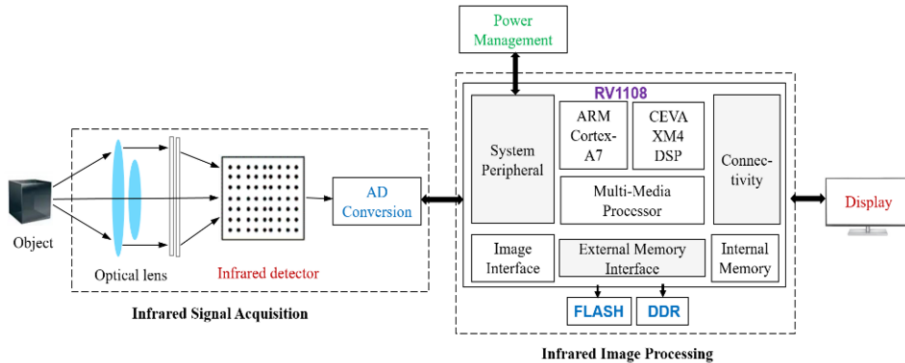 Power
Management
RV1108
System
Peripheral
ARM
Cortex-
A7
CEVA
XM4
DSP
Connec-
tivity
Multi-Media
Processor
AD
Conversion
Display
Object
Optical lens
Infrared detector
Image
Interface
External Memory
Interface
Internal
Memory
FLASH
DDR
Infrared Signal Acquisition
Infrared Image Processing